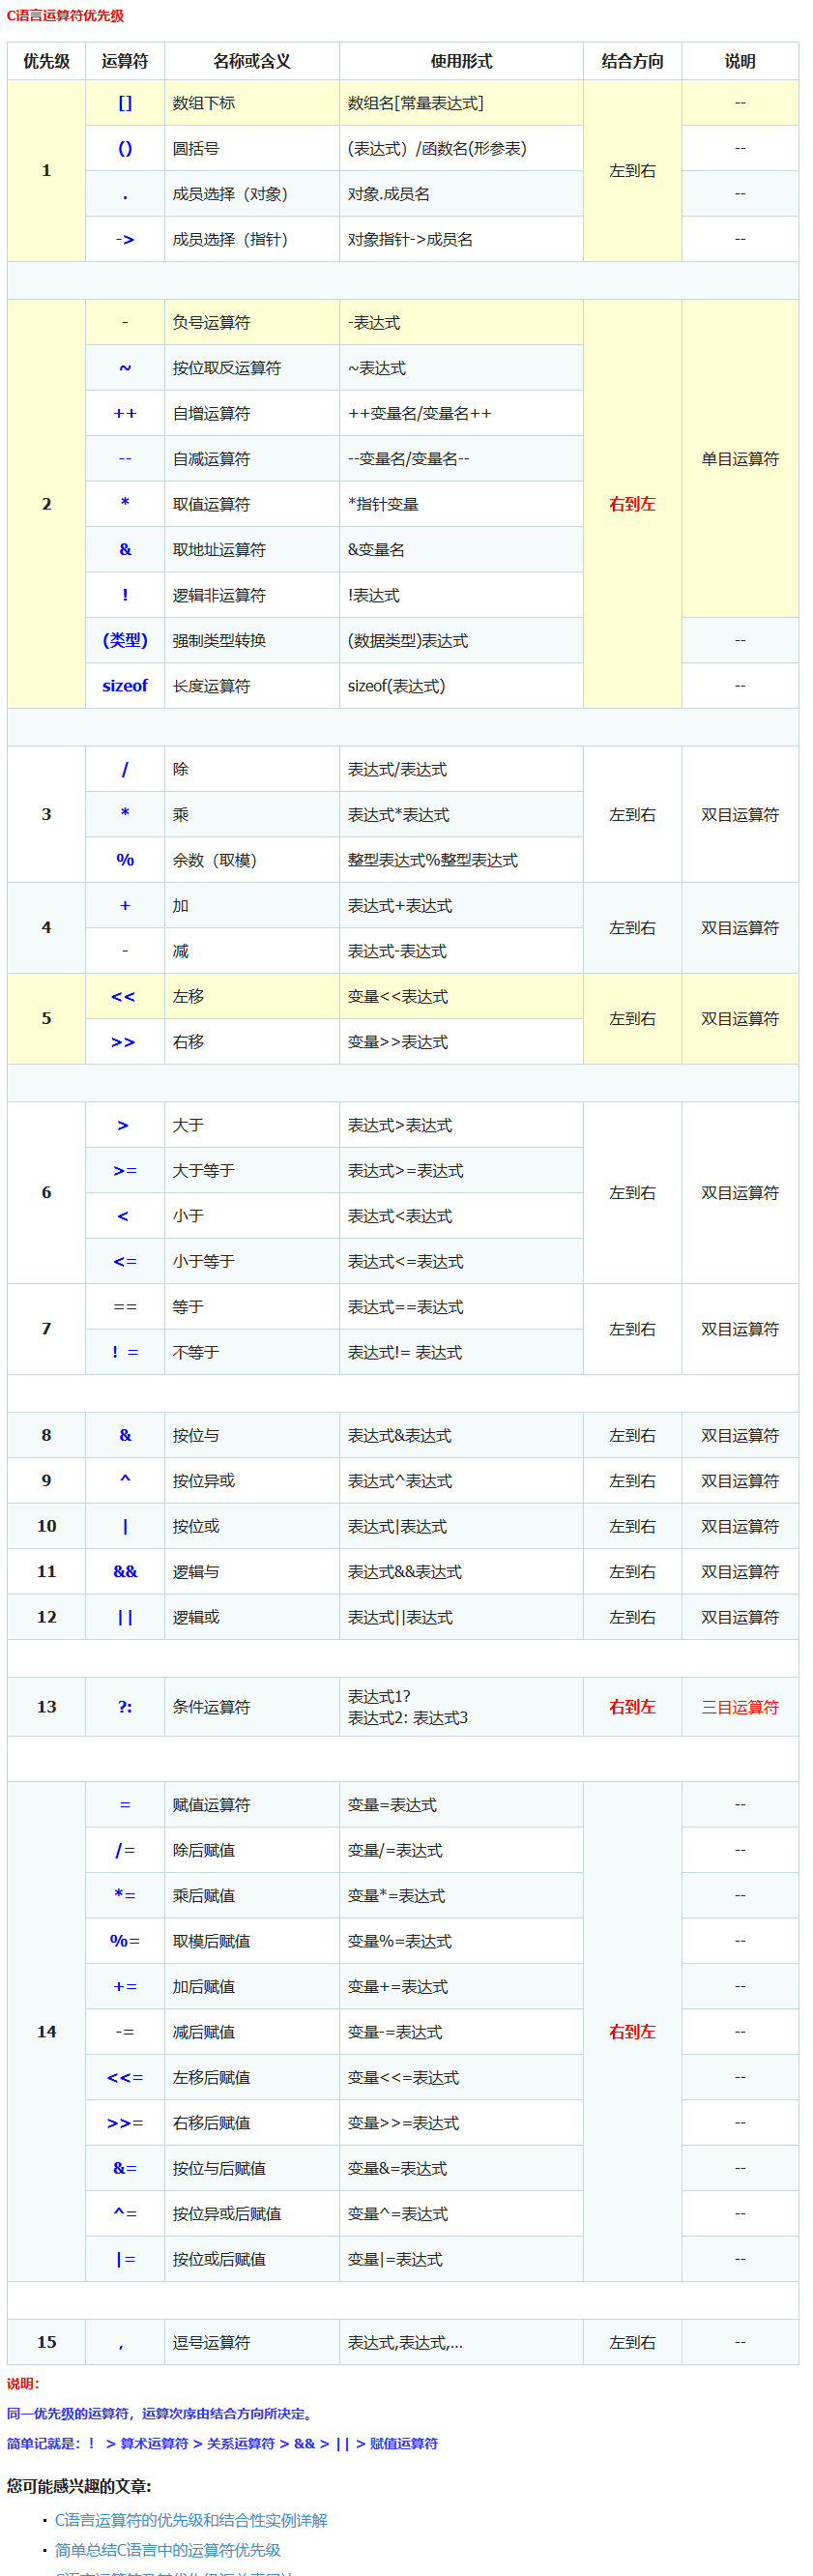 C语言运算符优先级
优先级 运算符 名称或含义 使用形式 结合方向 说明
1 [] 数组下标 数组名[常量表达式] 左到右 --
() 圆括号 (表达式）/函数名(形参表) --
. 成员选择（对象） 对象.成员名 --
-> 成员选择（指针） 对象指针->成员名 --
2 - 负号运算符 -表达式 右到左 单目运算符
~ 按位取反运算符 ~表达式
++ 自增运算符 ++变量名/变量名++
-- 自减运算符 --变量名/变量名--
* 取值运算符 *指针变量
& 取地址运算符 &变量名
! 逻辑非运算符 !表达式
(类型) 强制类型转换 (数据类型)表达式 --
sizeof 长度运算符 sizeof(表达式) --
3 / 除 表达式/表达式 左到右 双目运算符
* 乘 表达式*表达式
% 余数（取模） 整型表达式%整型表达式
4 + 加 表达式+表达式 左到右 双目运算符
- 减 表达式-表达式
5 << 左移 变量<<表达式 左到右 双目运算符
>> 右移 变量>>表达式
6 > 大于 表达式>表达式 左到右 双目运算符
>= 大于等于 表达式>=表达式
< 小于 表达式<表达式
<= 小于等于 表达式<=表达式
7 == 等于 表达式==表达式 左到右 双目运算符
！= 不等于 表达式!= 表达式
8 & 按位与 表达式&表达式 左到右 双目运算符
9 ^ 按位异或 表达式^表达式 左到右 双目运算符
10 | 按位或 表达式|表达式 左到右 双目运算符
11 && 逻辑与 表达式&&表达式 左到右 双目运算符
12 || 逻辑或 表达式||表达式 左到右 双目运算符
13 ?: 条件运算符 表达式1? 右到左 三目运算符
表达式2: 表达式3
14 = 赋值运算符 变量=表达式 右到左 --
/= 除后赋值 变量/=表达式 --
*= 乘后赋值 变量*=表达式 --
%= 取模后赋值 变量%=表达式 --
+= 加后赋值 变量+=表达式 --
-= 减后赋值 变量-=表达式 --
<<= 左移后赋值 变量<<=表达式 --
>>= 右移后赋值 变量>>=表达式 --
&= 按位与后赋值 变量&=表达式 --
^= 按位异或后赋值 变量^=表达式 --
|= 按位或后赋值 变量|=表达式 --
15 ， 逗号运算符 表达式,表达式,... 左到右 --
说明：
同一优先级的运算符，运算次序由结合方向所决定。
简单记就是：！ > 算术运算符 > 关系运算符 > && > || > 赋值运算符
您可能感兴趣的文章:
C语言运算符的优先级和结合性实例详解
简单总结C语言中的运算符优先级